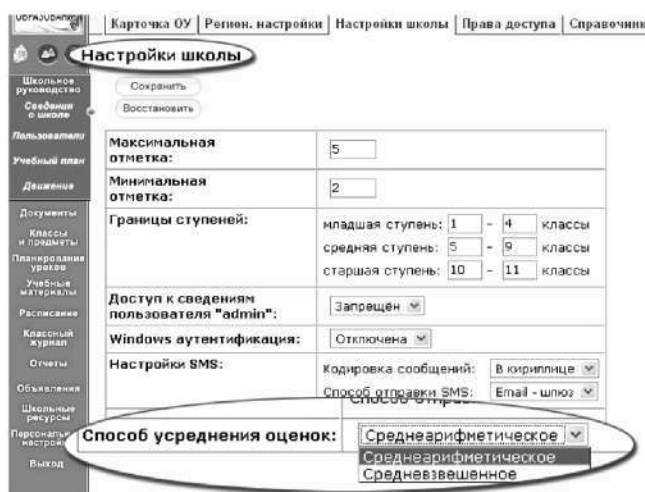 ОБРАЗОВАНИЯ
Карточка ОУ Регион. настройки Настройки школы Права доступа Справочник
Настройки школы
Школьное
руководство
Сведения
о школе
Пользователи
Учебный план
Движение
Документы
Классы
и предметы
Планирование
уроков
Учебные
материалы
Расписание
Классный
журнал
Отчеты
Объявления
Школьные
ресурсы
Выход
Сохранить
Восстановить
Максимальная
отметка: 5
Минимальная
отметка: 2
Границы ступеней: младшая ступень: 1 - 4 классы
средняя ступень: 5 - 9 классы
старшая ступень: 10 - 11 классы
Доступ к сведениям
пользователя "admin": Запрещён
Windows аутентификация: Отключена
Настройки SMS: Кодировка сообщений: В кириллице
Способ отправки SMS: Email - шлюз
Способ усреднения оценок: Среднеарифметическое
Среднеарифметическое
Средневзвешенное